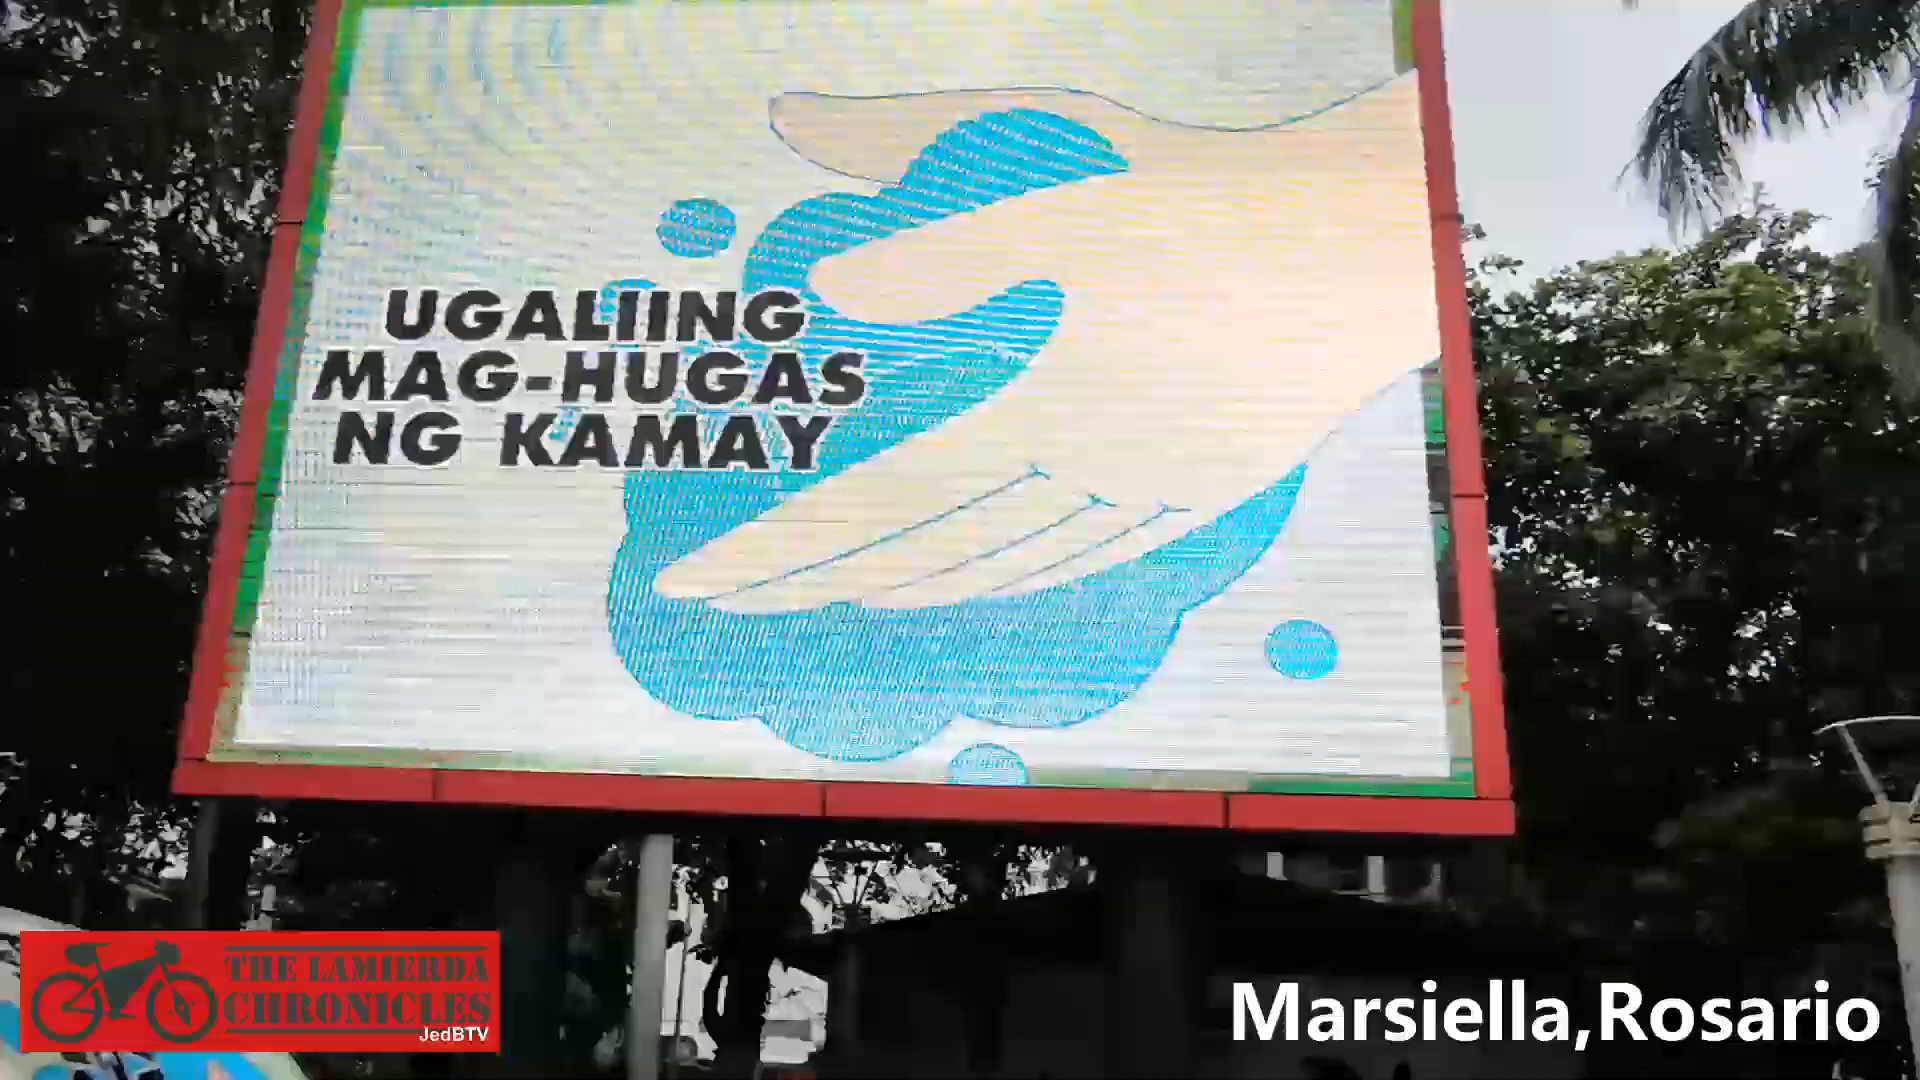 UGALIING
MAG-HUGAS
NG KAMAY
THE LAMIERDA
CHRONICLES
JedBTV
Marsiella,Rosario